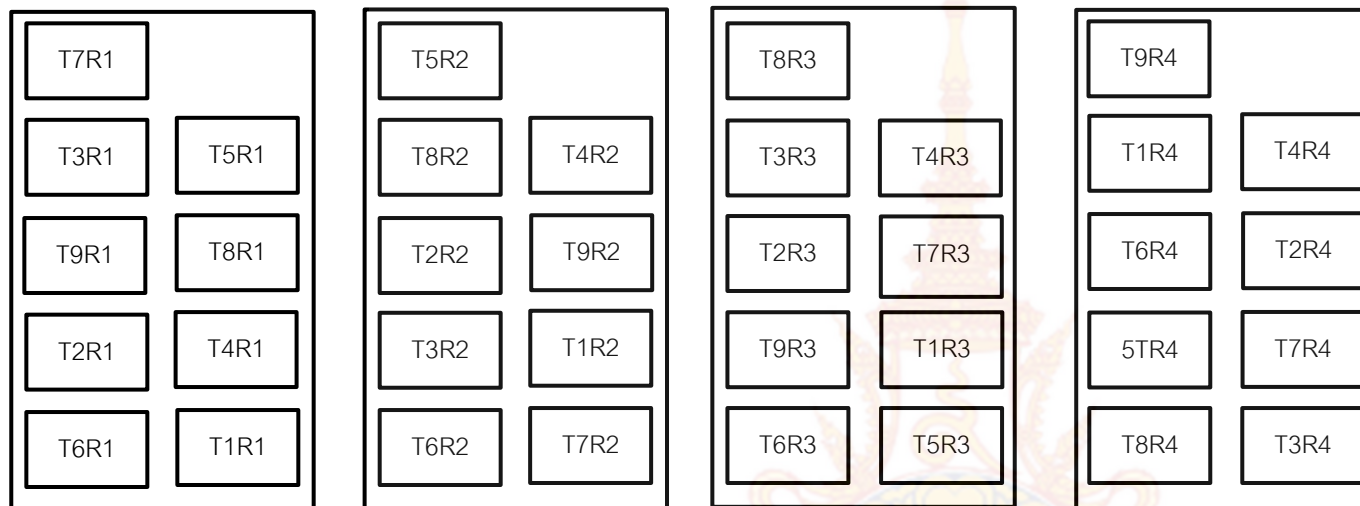 T7R1
T3R1 T5R1
T9R1 T8R1
T2R1 T4R1
T6R1 T1R1
T5R2
T8R2 T4R2
T2R2 T9R2
T3R2 T1R2
T6R2 T7R2
T8R3
T3R3 T4R3
T2R3 T7R3
T9R3 T1R3
T6R3 T5R3
T9R4
T1R4 T4R4
T6R4 T2R4
5TR4 T7R4
T8R4 T3R4